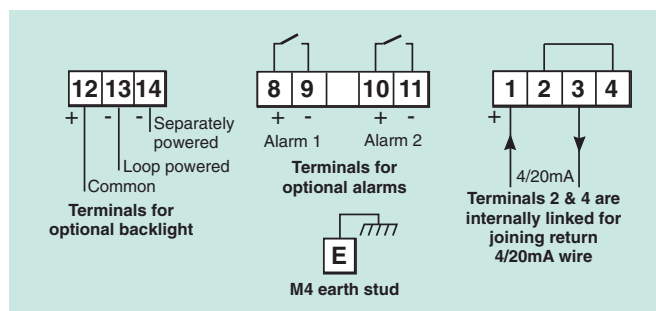 12 13 14
+ - -
Separately
powered
Loop powered
Common
Terminals for
optional backlight
8 9 10 11
+ - + -
Alarm 1 Alarm 2
Terminals for
optional alarms
E
M4 earth stud
1 2 3 4
+
4/20mA
Terminals 2 & 4 are
internally linked for
joining return
4/20mA wire